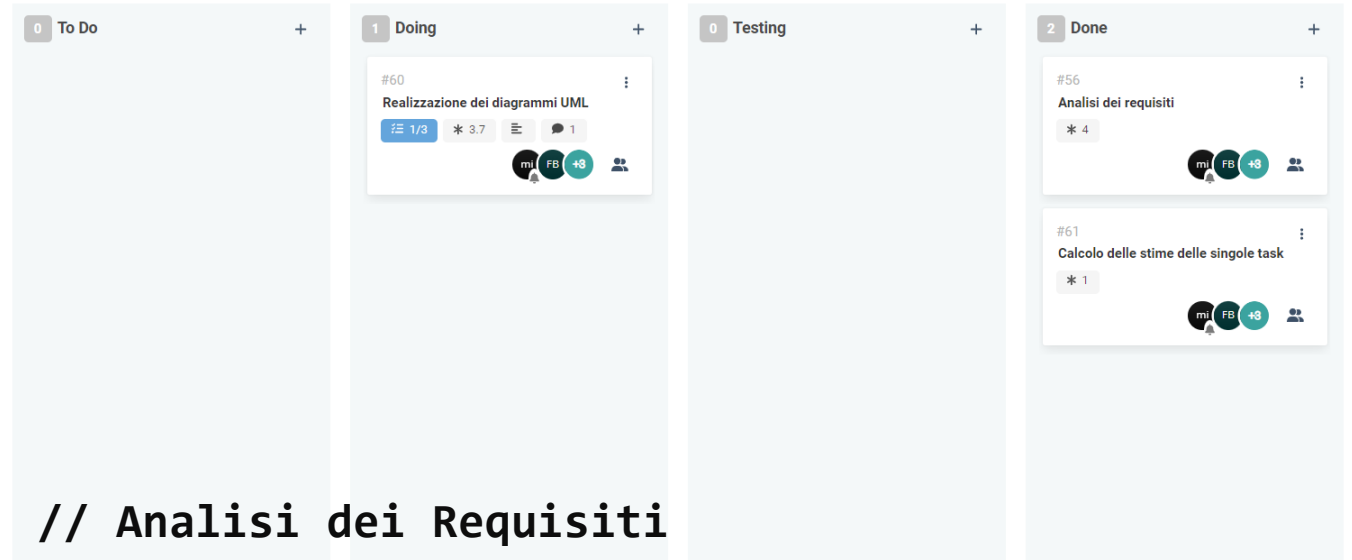 0 To Do +
1 Doing +
#60
Realizzazione dei diagrammi UML
1/3 3.7 1
mi FB +3
0 Testing +
2 Done +
#56
Analisi dei requisiti
4
mi FB +3
#61
Calcolo delle stime delle singole task
1
mi FB +3
// Analisi dei Requisiti